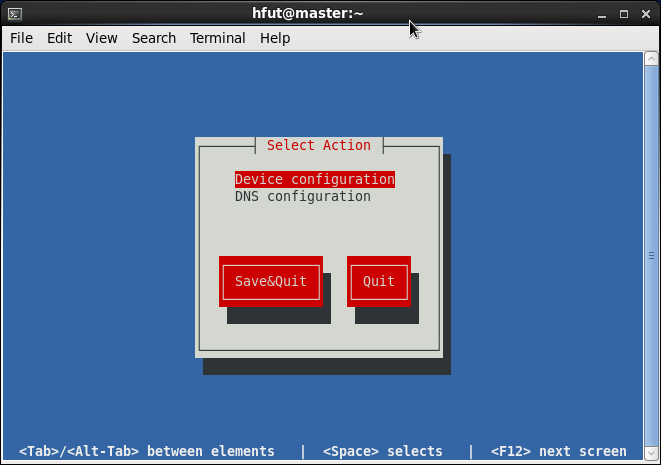 hfut@master:~
File Edit View Search Terminal Help
Select Action
Device configuration
DNS configuration
Save&Quit Quit
<Tab>/<Alt-Tab> between elements | <Space> selects | <F12> next screen